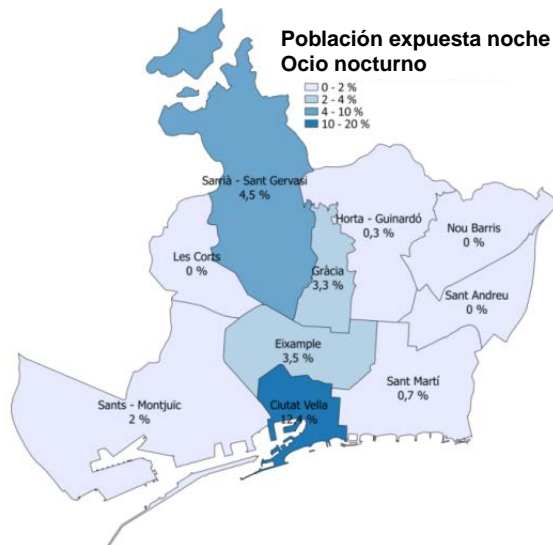 Población expuesta noche
Ocio nocturno
0 - 2 %
2 - 4 %
4 - 10 %
10 - 20 %
Sarrià - Sant Gervasi
4,5 %
Horta - Guinardó
0,3 %
Nou Barris
0 %
Les Corts
0 %
Gràcia
3,3 %
Sant Andreu
0 %
Eixample
3,5 %
Sant Martí
0,7 %
Sants - Montjuïc
2 %
Ciutat Vella
12,4 %